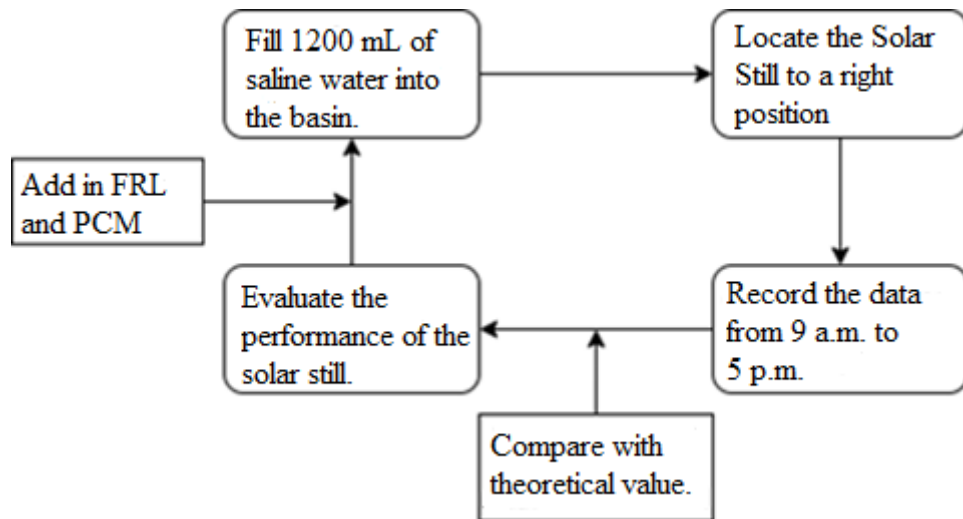 Fill 1200 mL of
saline water into
the basin.
Locate the Solar
Still to a right
position
Add in FRL
and PCM
Evaluate the
performance of the
solar still.
Record the data
from 9 a.m. to
5 p.m.
Compare with
theoretical value.